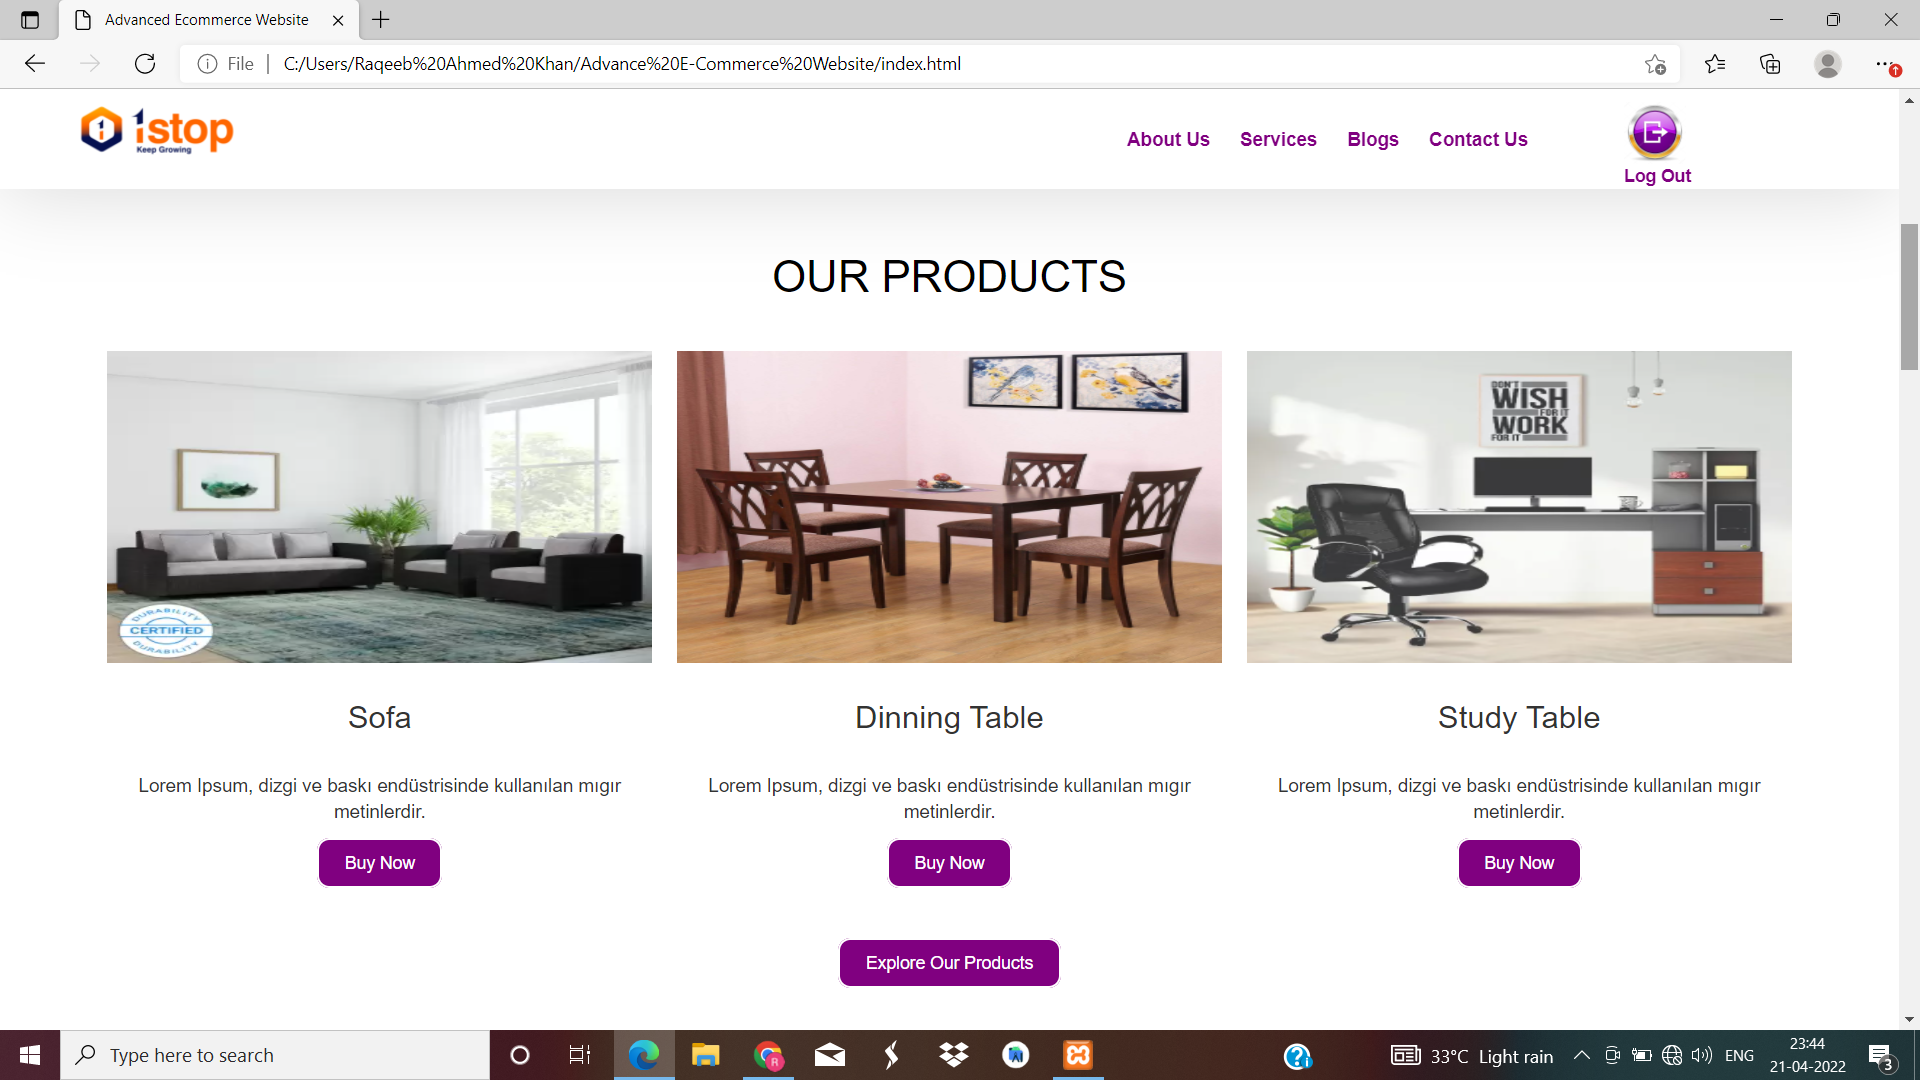 Advanced Ecommerce Website
File
C:/Users/Raqeeb%20Ahmed%20Khan/Advance%20E-Commerce%20Website/index.html
1stop
Keep Growing
About Us
Services
Blogs
Contact Us
Log Out
OUR PRODUCTS
DURABILITY
CERTIFIED
DURABILITY
DON'T
WISH
FOR IT
WORK
FOR IT
Sofa
Dinning Table
Study Table
Lorem Ipsum, dizgi ve baskı endüstrisinde kullanılan mıgır
metinlerdir.
Lorem Ipsum, dizgi ve baskı endüstrisinde kullanılan mıgır
metinlerdir.
Lorem Ipsum, dizgi ve baskı endüstrisinde kullanılan mıgır
metinlerdir.
Buy Now
Buy Now
Buy Now
Explore Our Products
Type here to search
R
33°C Light rain
ENG
23:44
21-04-2022
3